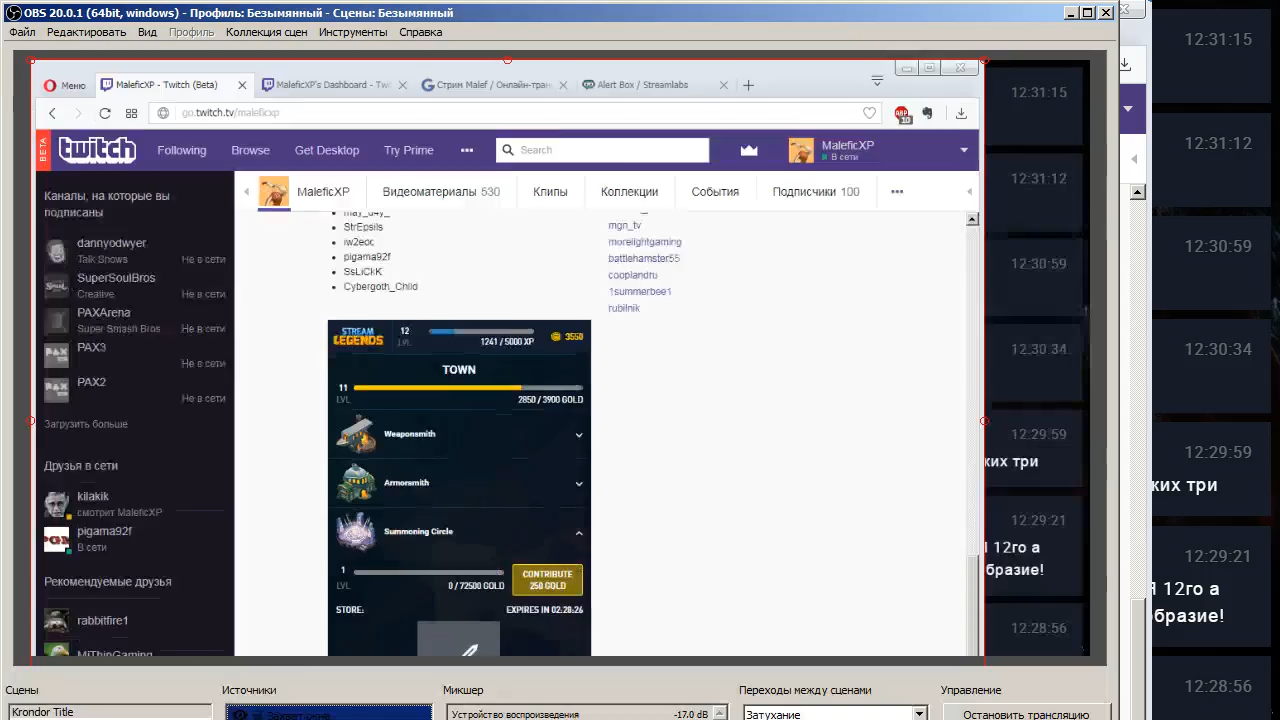 OBS 20.0.1 (64bit, windows) - Профиль: Безымянный - Сцены: Безымянный
Файл Редактировать Вид Профиль Коллекция сцен Инструменты Справка
Меню MaleficXP - Twitch (Beta) MaleficXP's Dashboard - Twi Стрим Malef / Онлайн-тран Alert Box / Streamlabs
go.twitch.tv/maleficxp
BETA twitch Following Browse Get Desktop Try Prime ••• Search MaleficXP
В сети
MaleficXP Видеоматериалы 530 Клипы Коллекции События Подписчики 100 •••
Каналы, на которые вы
подписаны
dannyodwyer
Talk Shows Не в сети
SuperSoulBros
Creative Не в сети
PAXArena
Super Smash Bros Не в сети
PAX3
Не в сети
PAX2
Не в сети
Загрузить больше
Друзья в сети
kilakik
смотрит MaleficXP
pigama92f
В сети
Рекомендуемые друзья
rabbitfire1
MiThinGaming
StrEpsils
iw2edx
pigama92f
SsLiCkK
Cybergoth_Child
mgn_tv
morelightgaming
battlehamster55
cooplandru
1summerbee1
rubilnik
STREAM
LEGENDS
12
LVL
1241 / 5000 XP
3550
TOWN
11
LVL
2850 / 3900 GOLD
Weaponsmith
Armorsmith
Summoning Circle
1
LVL
0 / 72500 GOLD
CONTRIBUTE
250 GOLD
STORE: EXPIRES IN 02:28:26
12:31:15
12:31:12
12:30:59
12:30:34
12:29:59
ких три
12:29:21
12го а
образие!
12:28:56
12:31:15
12:31:12
12:30:59
12:30:34
12:29:59
ких три
12:29:21
Я 12го а
образие!
12:28:56
Сцены Источники Микшер Переходы между сценами Управление
Krondor Title Устройство воспроизведения -17.0 dB Затухание Остановить трансляцию